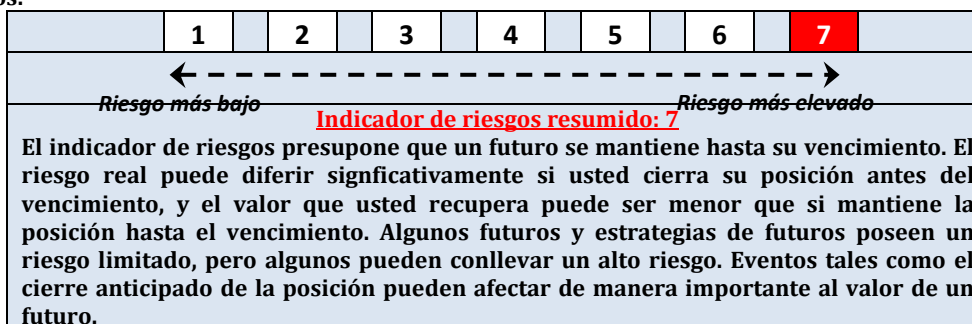 os.
1 2 3 4 5 6 7
Riesgo más bajo Riesgo más elevado
Indicador de riesgos resumido: 7
El indicador de riesgos presupone que un futuro se mantiene hasta su vencimiento. El
riesgo real puede diferir signficativamente si usted cierra su posición antes del
vencimiento, y el valor que usted recupera puede ser menor que si mantiene la
posición hasta el vencimiento. Algunos futuros y estrategias de futuros poseen un
riesgo limitado, pero algunos pueden conllevar un alto riesgo. Eventos tales como el
cierre anticipado de la posición pueden afectar de manera importante al valor de un
futuro.